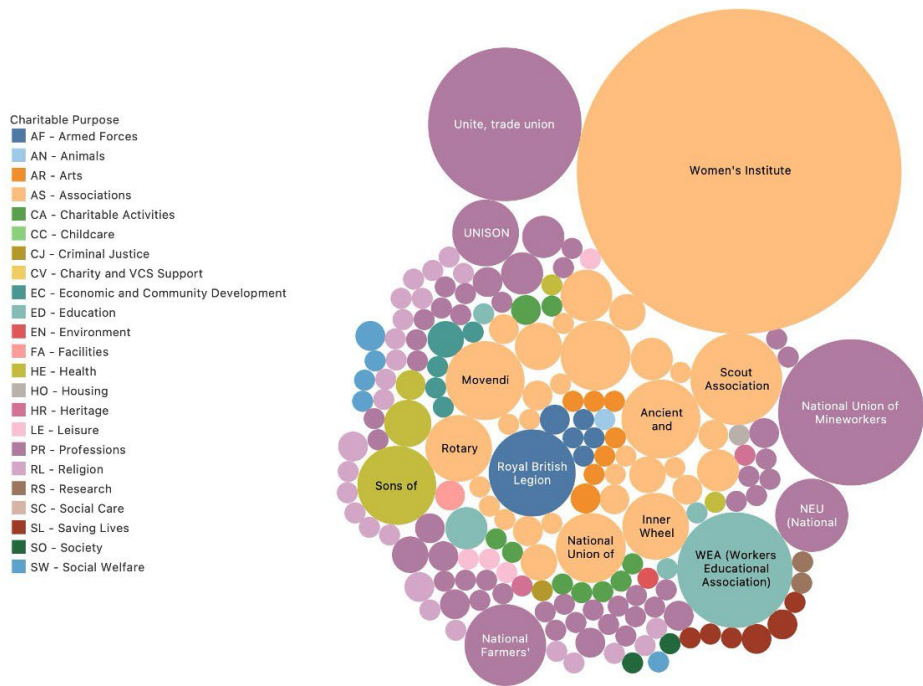 Charitable Purpose
AF - Armed Forces
AN - Animals
AR - Arts
AS - Associations
CA - Charitable Activities
CC - Childcare
CJ - Criminal Justice
CV - Charity and VCS Support
EC - Economic and Community Development
ED - Education
EN - Environment
FA - Facilities
HE - Health
HO - Housing
HR - Heritage
LE - Leisure
PR - Professions
RL - Religion
RS - Research
SC - Social Care
SL - Saving Lives
SO - Society
SW - Social Welfare
Unite, trade union
Women's Institute
UNISON
Movendi
Scout
Association
Ancient
and
National Union of
Mineworkers
Rotary
Royal British
Legion
Sons of
NEU
(National
Inner
Wheel
National
Union of
WEA (Workers
Educational
Association)
National
Farmers'